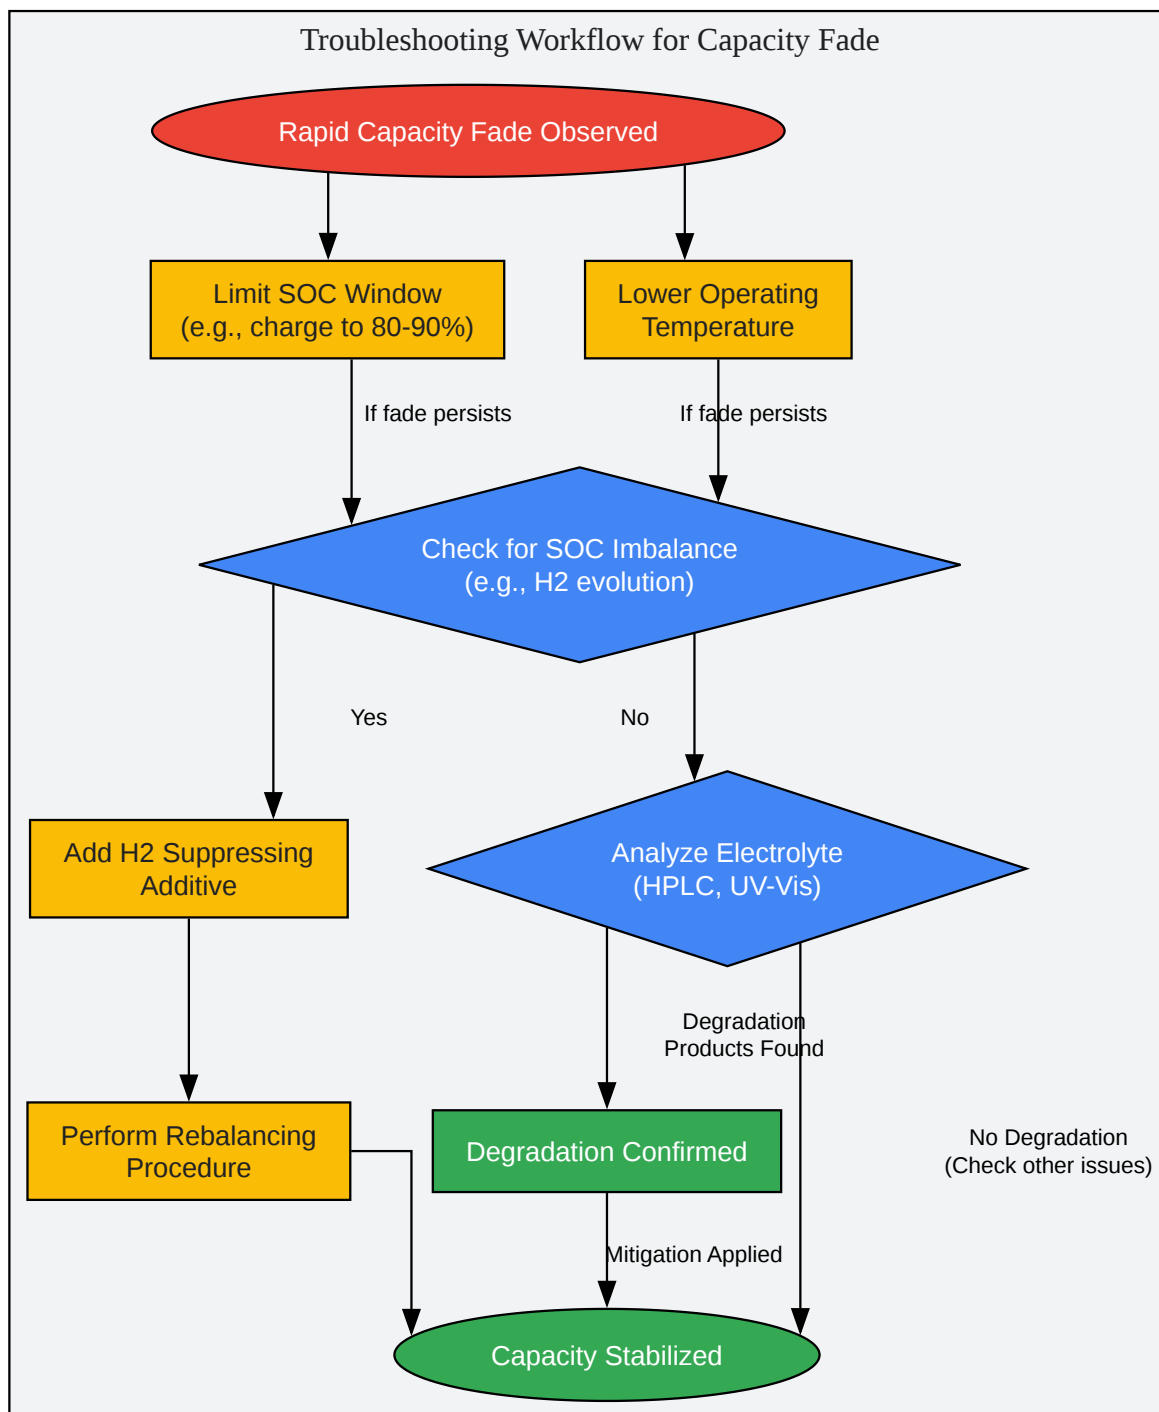 Troubleshooting Workflow for Capacity Fade
Rapid Capacity Fade Observed
Limit SOC Window
(e.g., charge to 80-90%)
Lower Operating
Temperature
If fade persists
If fade persists
Check for SOC Imbalance
(e.g., H2 evolution)
Yes
No
Add H2 Suppressing
Additive
Analyze Electrolyte
(HPLC, UV-Vis)
Degradation
Products Found
Perform Rebalancing
Procedure
Degradation Confirmed
No Degradation
(Check other issues)
Mitigation Applied
Capacity Stabilized